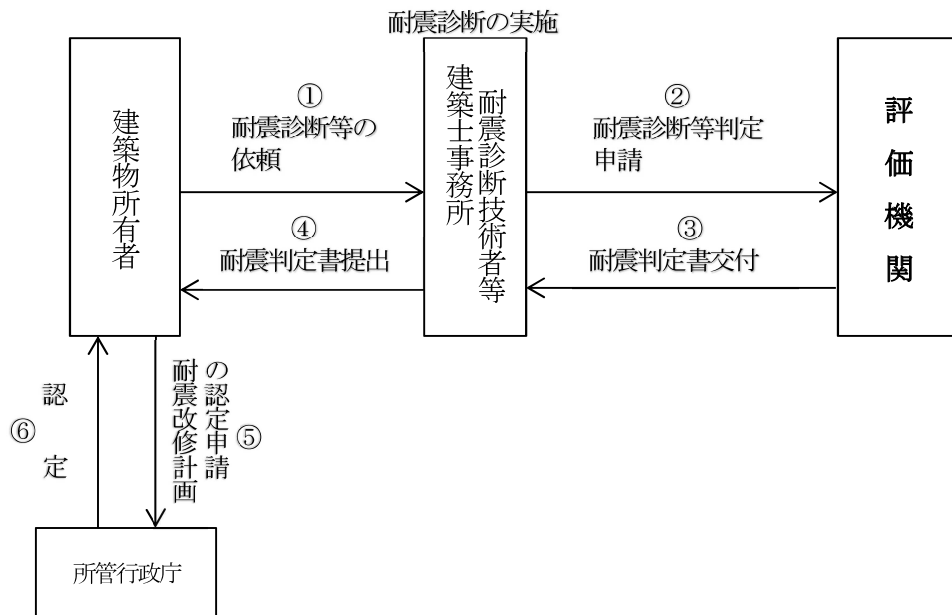 耐震診断の実施
建築物所有者
①
耐震診断等の
依頼
④
耐震判定書提出
耐震診断技術者等
建築士事務所
②
耐震診断等判定
申請
③
耐震判定書交付
評価機関
認定
⑥
の認定申請
耐震改修計画
⑤
所管行政庁